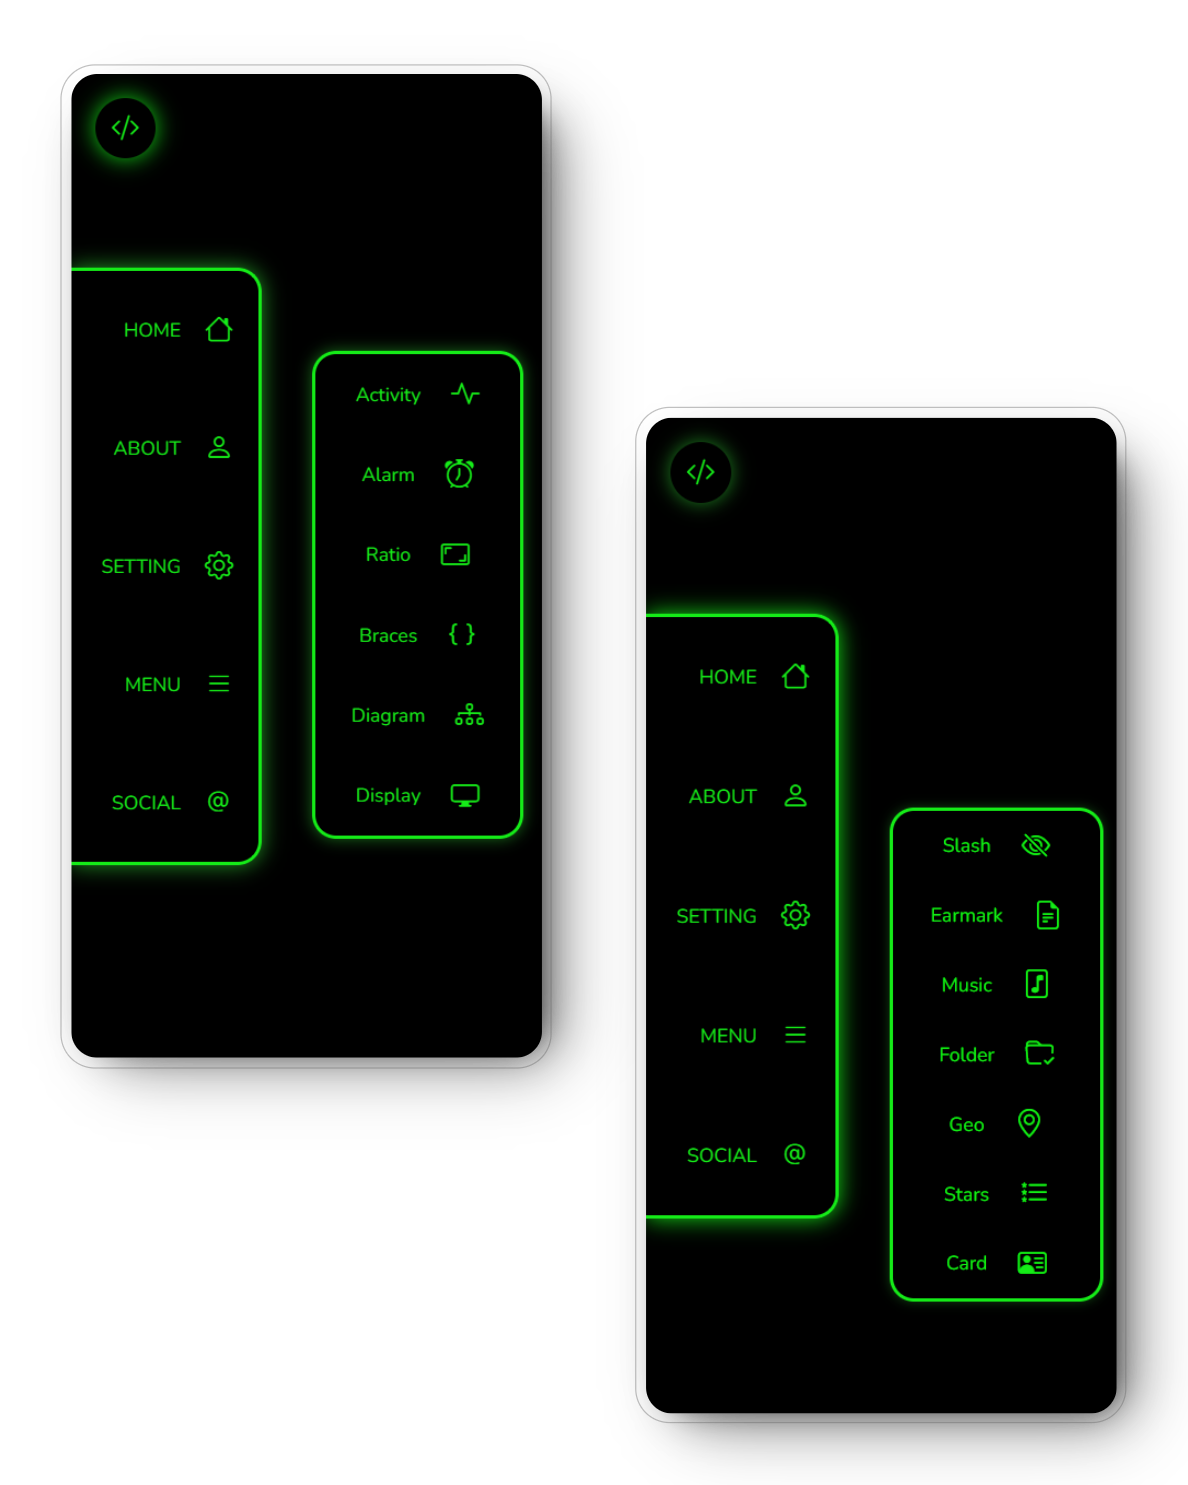 </>
HOME
ABOUT
SETTING
MENU
SOCIAL @
Activity
Alarm
Ratio
Braces { }
Diagram
Display
</>
HOME
ABOUT
SETTING
MENU
SOCIAL @
Slash
Earmark
Music
Folder
Geo
Stars
Card